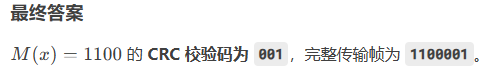 最终答案
M(x) = 1100 的 CRC 校验码为 001，完整传输帧为 1100001。